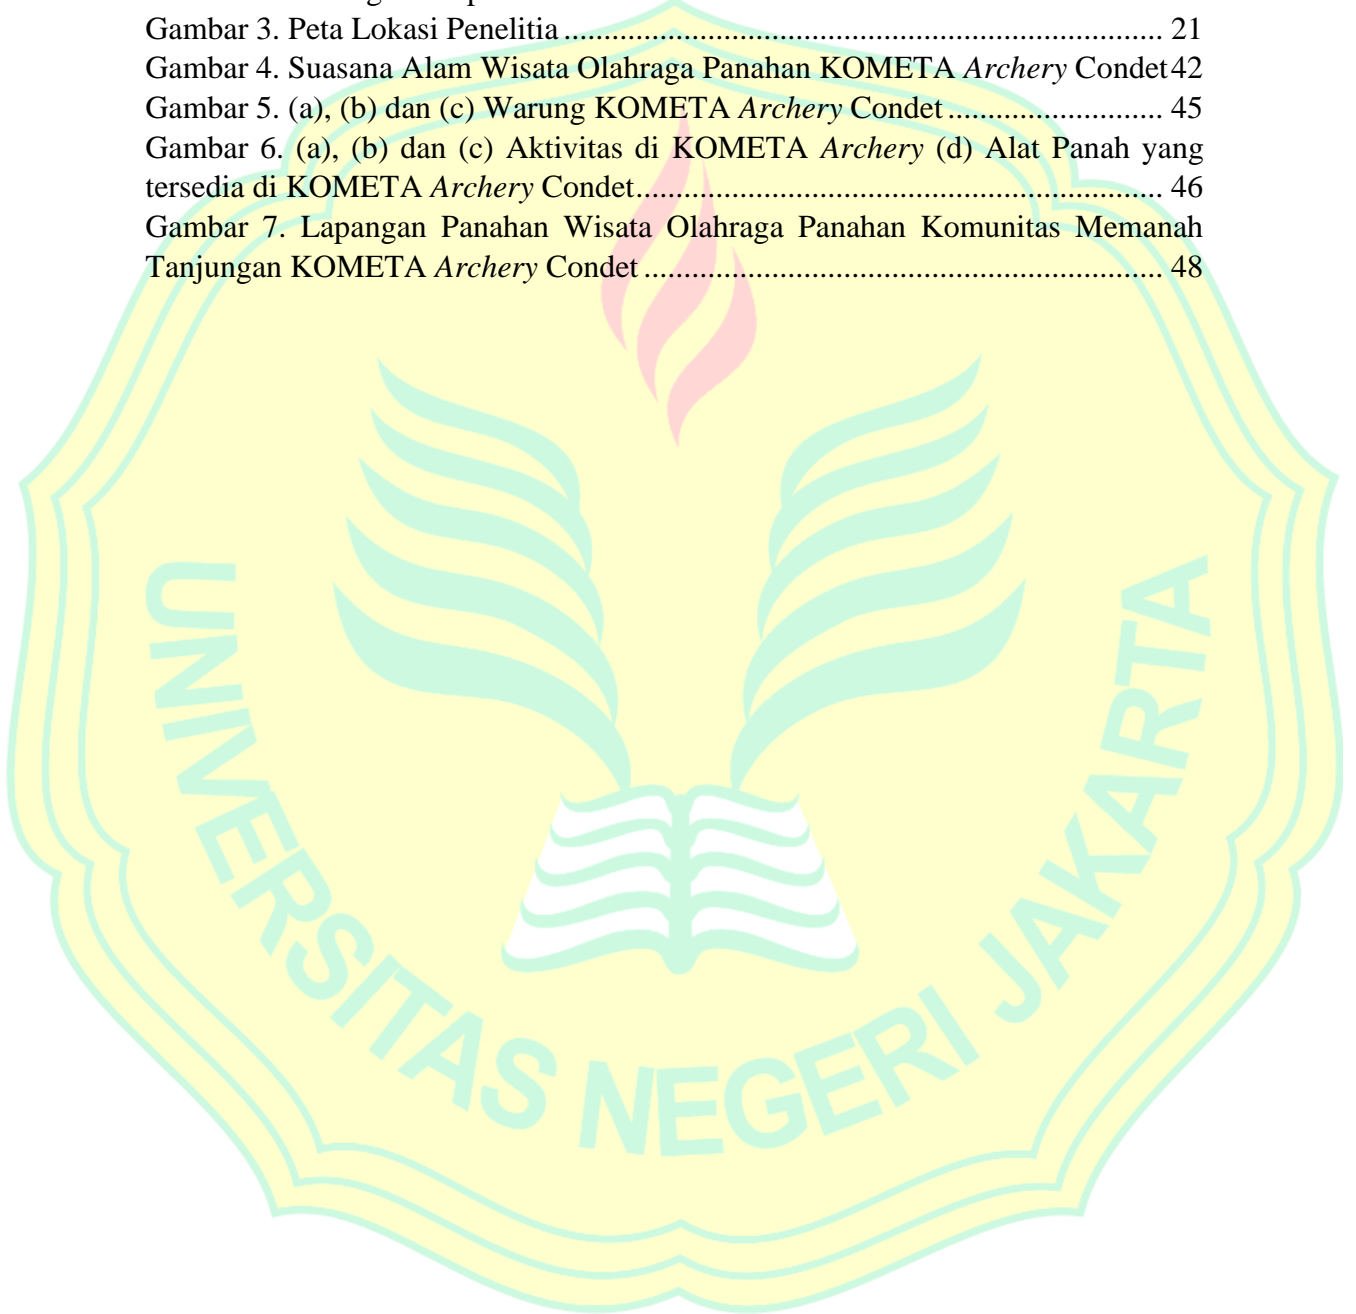 Gambar 3. Peta Lokasi Penelitia ........................................................................... 21
Gambar 4. Suasana Alam Wisata Olahraga Panahan KOMETA Archery Condet 42
Gambar 5. (a), (b) dan (c) Warung KOMETA Archery Condet ........................... 45
Gambar 6. (a), (b) dan (c) Aktivitas di KOMETA Archery (d) Alat Panah yang
tersedia di KOMETA Archery Condet.................................................................. 46
Gambar 7. Lapangan Panahan Wisata Olahraga Panahan Komunitas Memanah
Tanjungan KOMETA Archery Condet ................................................................. 48
UNIVERSITAS NEGERI JAKARTA